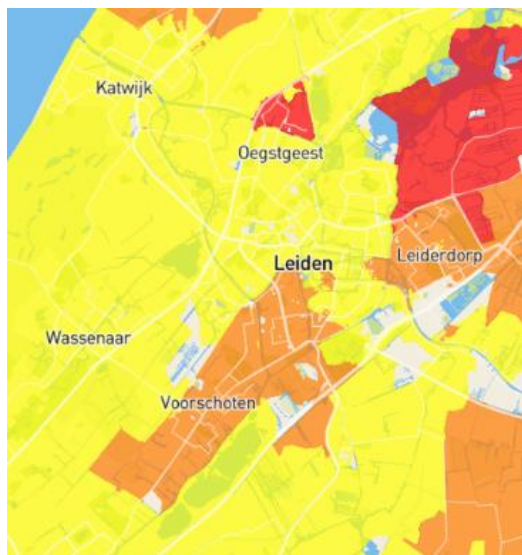 Katwijk
Oegstgeest
Leiden
Leiderdorp
Wassenaar
Voorschoten